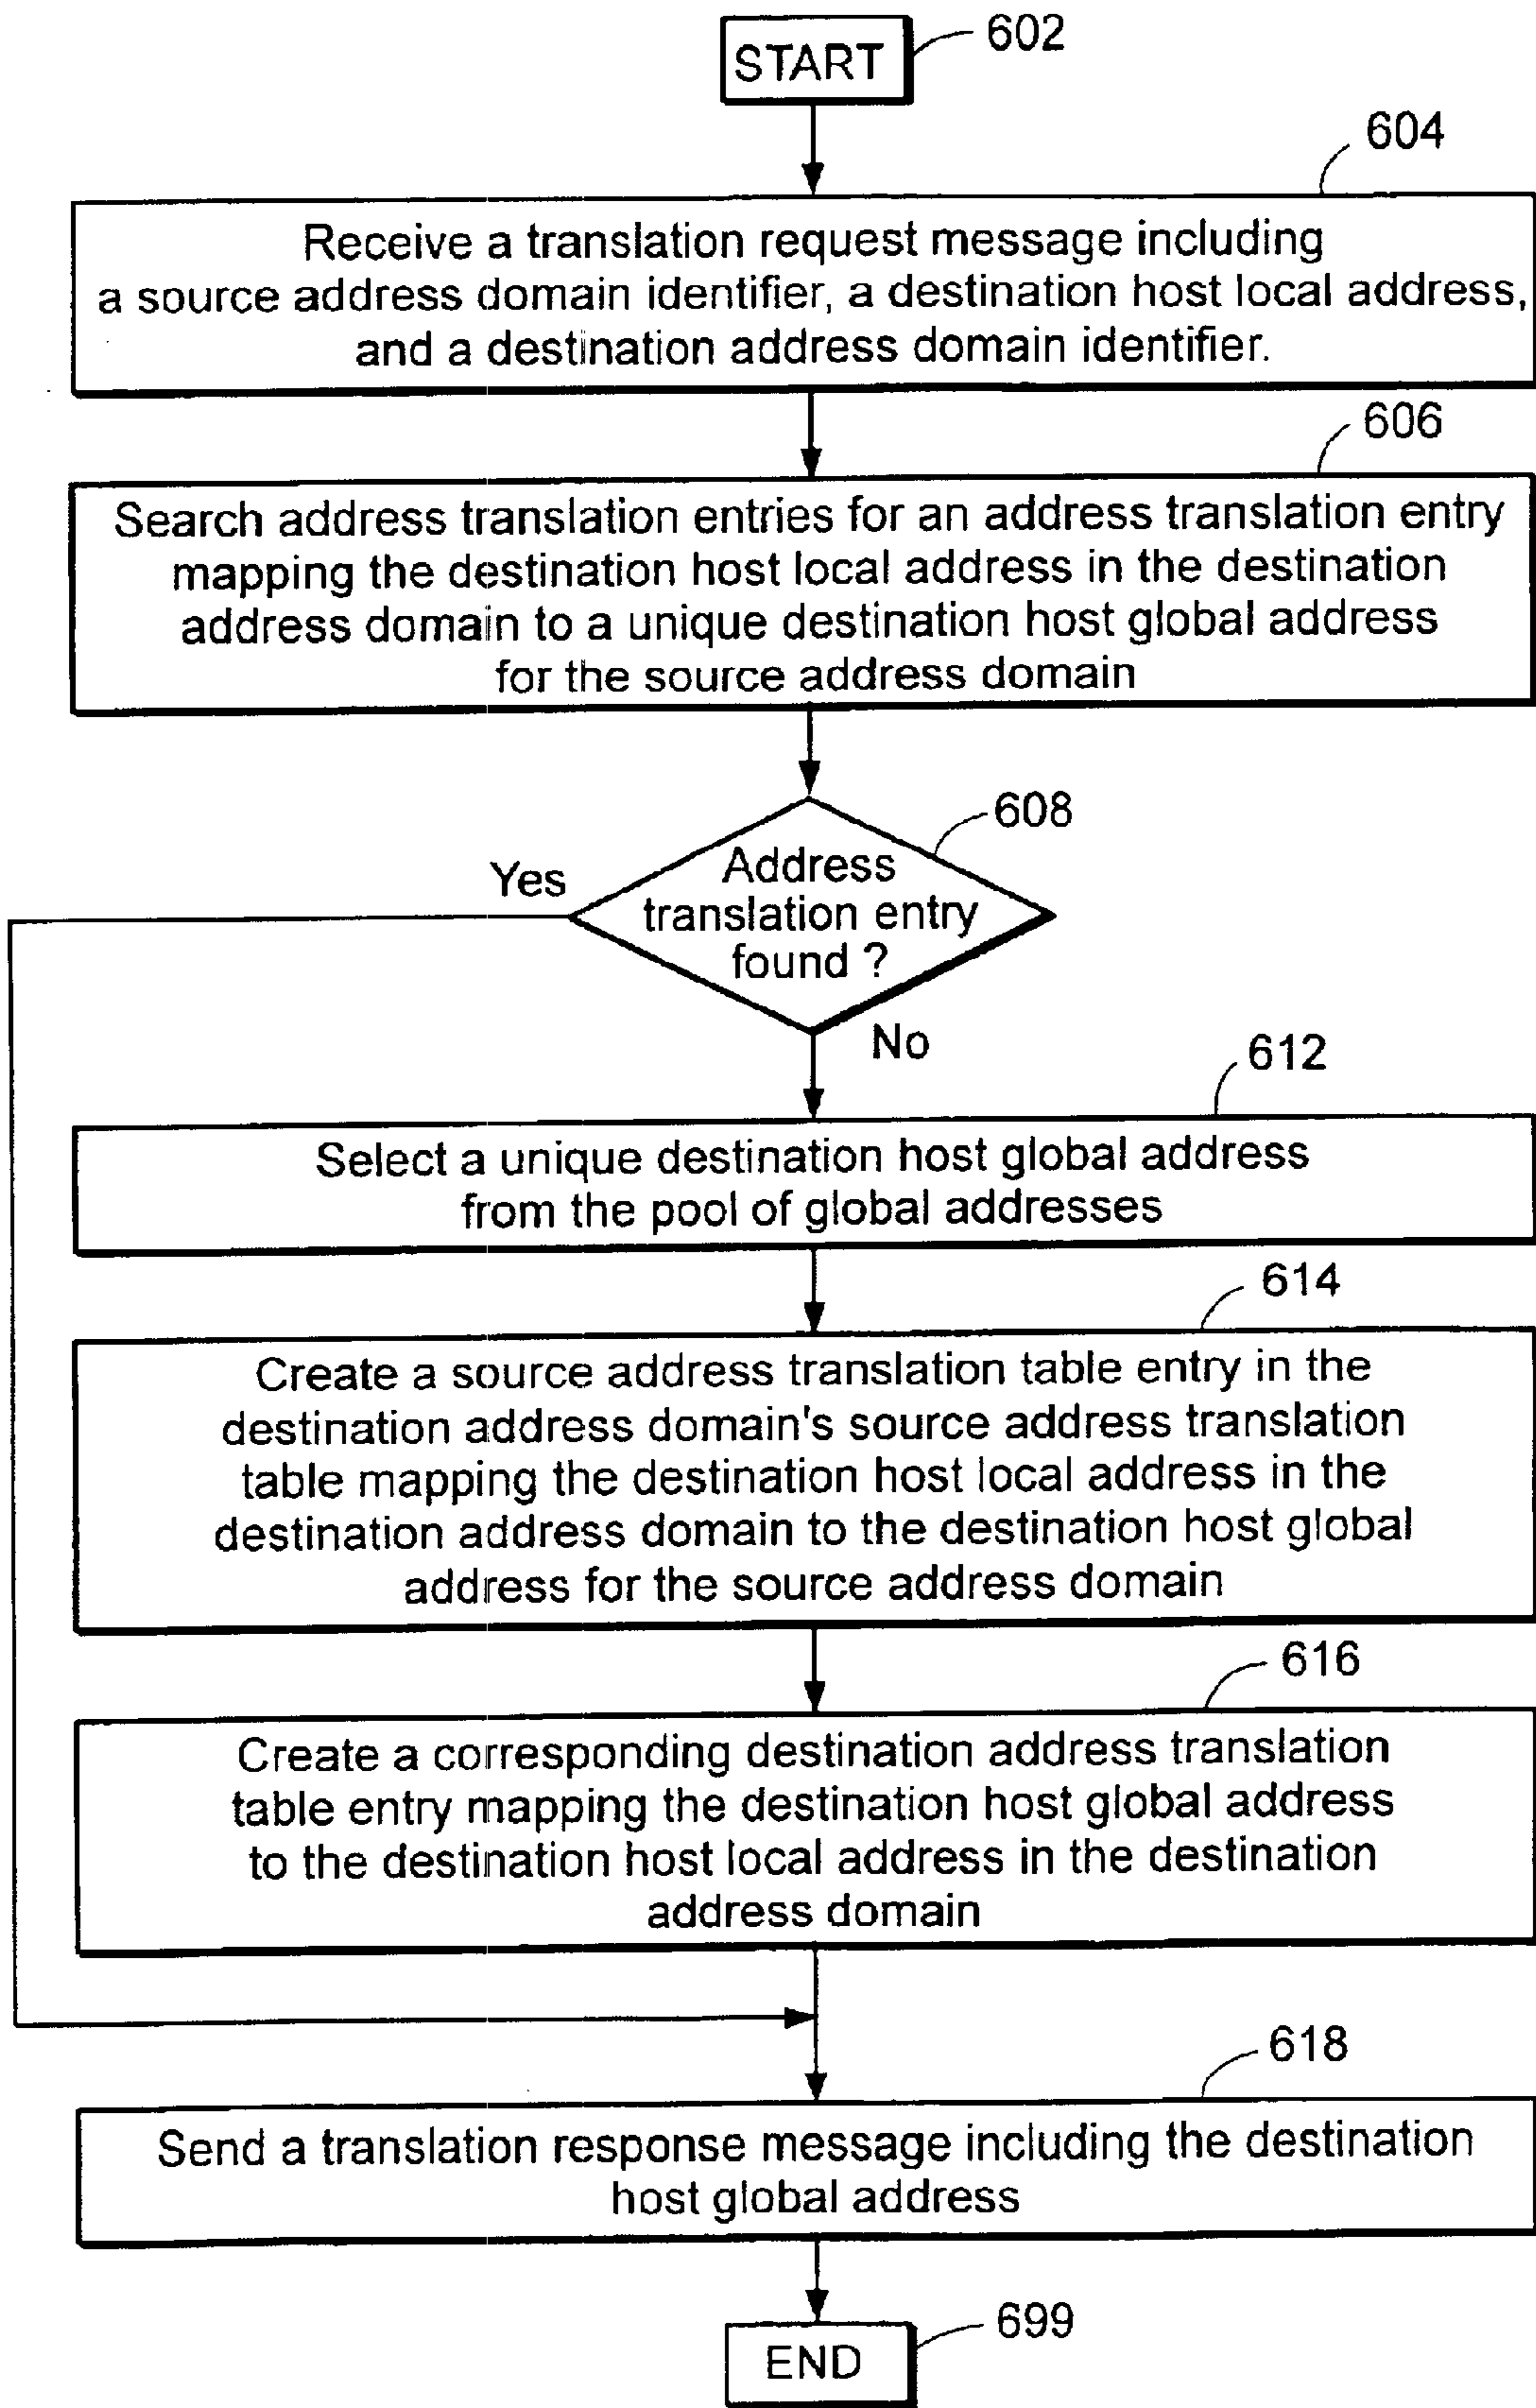 START
602
604
Receive a translation request message including
a source address domain identifier, a destination host local address,
and a destination address domain identifier.
606
Search address translation entries for an address translation entry
mapping the destination host local address in the destination
address domain to a unique destination host global address
for the source address domain
608
Yes
Address
translation entry
found ?
No
612
Select a unique destination host global address
from the pool of global addresses
614
Create a source address translation table entry in the
destination address domain's source address translation
table mapping the destination host local address in the
destination address domain to the destination host global
address for the source address domain
616
Create a corresponding destination address translation
table entry mapping the destination host global address
to the destination host local address in the destination
address domain
618
Send a translation response message including the destination
host global address
699
END